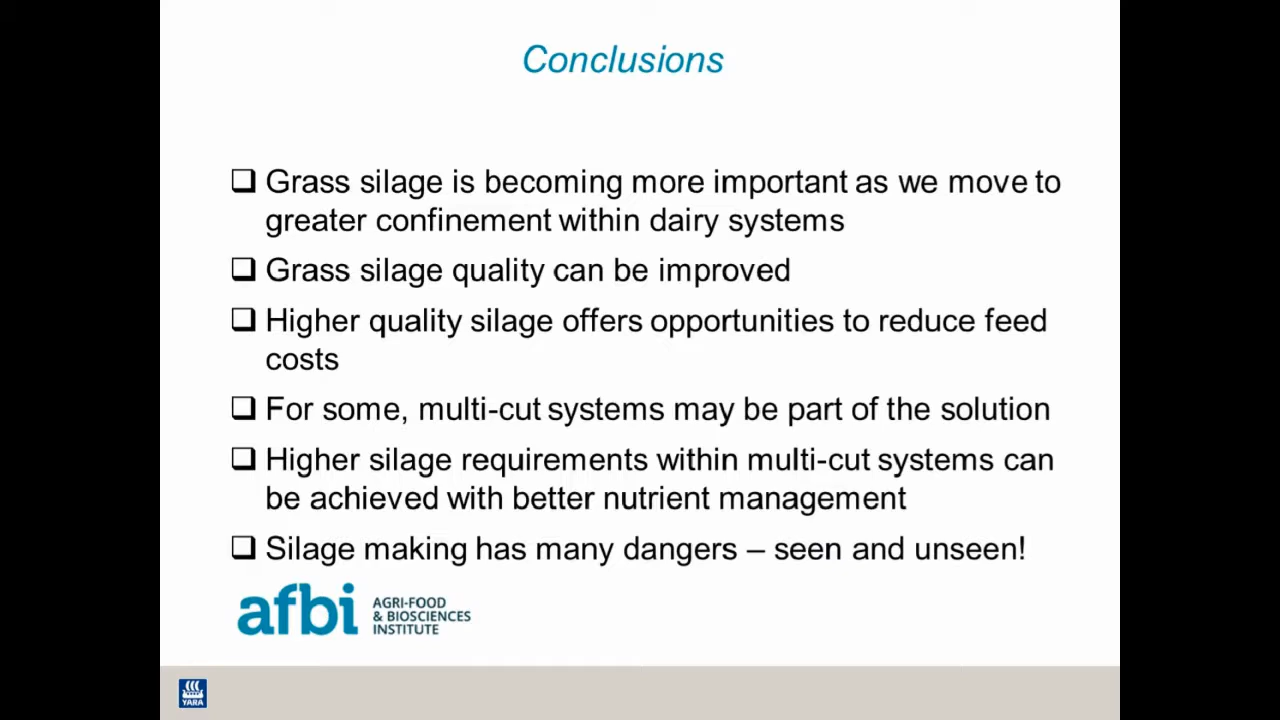 Conclusions
Grass silage is becoming more important as we move to
greater confinement within dairy systems
Grass silage quality can be improved
Higher quality silage offers opportunities to reduce feed
costs
For some, multi-cut systems may be part of the solution
Higher silage requirements within multi-cut systems can
be achieved with better nutrient management
Silage making has many dangers – seen and unseen!
afbi
AGRI-FOOD
& BIOSCIENCES
INSTITUTE
YARA